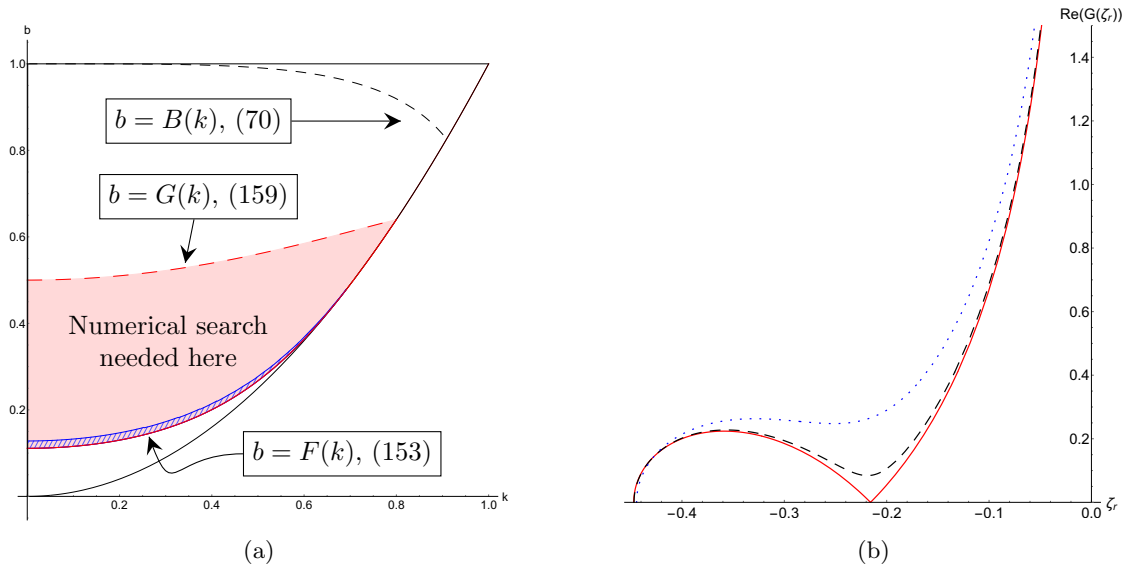 b
1.0
0.8
0.6
0.4
0.2
0.2 0.4 0.6 0.8 1.0
k
b = B(k), (70)
b = G(k), (159)
Numerical search
needed here
b = F(k), (153)
(a)
Re(G(ζr))
1.4
1.2
1.0
0.8
0.6
0.4
0.2
-0.4 -0.3 -0.2 -0.1 0.0
ζr
(b)